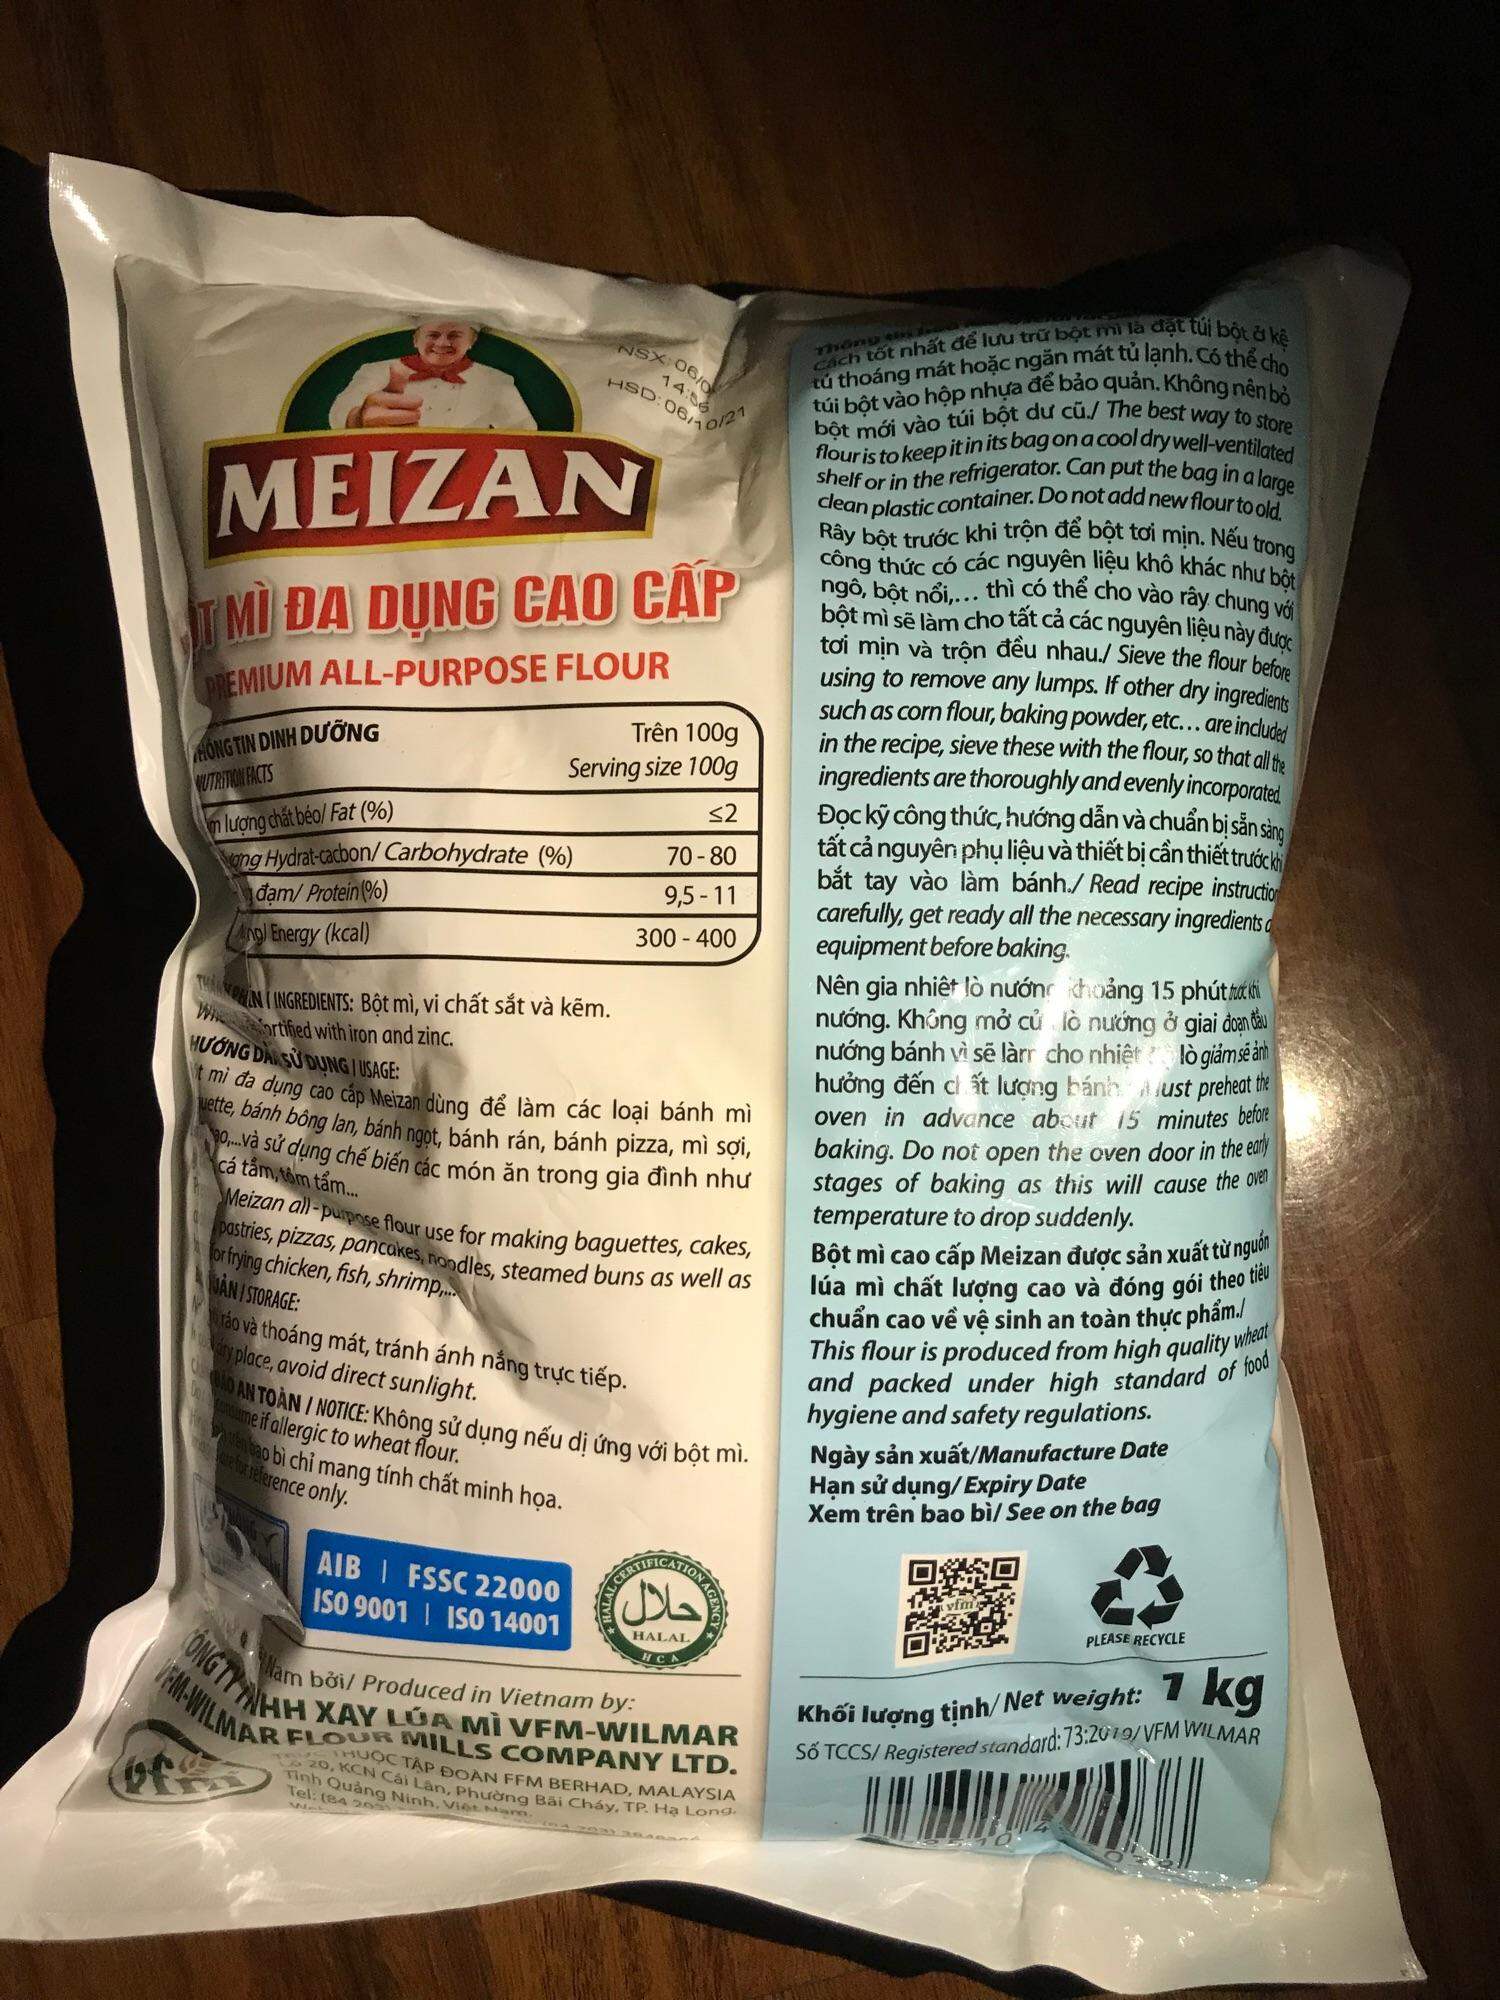 NSX: 06/0
14:56
HSD: 06/10/21
MEIZAN
MÌ ĐA DỤNG CAO CẤP
PREMIUM ALL-PURPOSE FLOUR
THÔNG TIN DINH DƯỠNG
Trên 100g
NUTRITION FACTS
Serving size 100g
lượng chất béo/ Fat (%) ≤2
Hydrat-cacbon/ Carbohydrate (%) 70 - 80
đạm/ Protein (%) 9,5 - 11
Energy (kcal) 300 - 400
INGREDIENTS: Bột mì, vi chất sắt và kẽm.
fortified with iron and zinc.
HƯỚNG DẪN SỬ DỤNG / USAGE:
mì đa dụng cao cấp Meizan dùng để làm các loại bánh mì
bánh bông lan, bánh ngọt, bánh rán, bánh pizza, mì sợi,
và sử dụng chế biến các món ăn trong gia đình như
cá tẩm, tôm tẩm...
Meizan all-purpose flour use for making baguettes, cakes,
pastries, pizzas, pancakes, noodles, steamed buns as well as
for frying chicken, fish, shrimp,...
/ STORAGE:
ráo và thoáng mát, tránh ánh nắng trực tiếp.
dry place, avoid direct sunlight.
AN TOÀN / NOTICE: Không sử dụng nếu dị ứng với bột mì.
if allergic to wheat flour.
bao bì chỉ mang tính chất minh họa.
for reference only.
AIB | FSSC 22000
ISO 9001 | ISO 14001
HALAL CERTIFICATION AGENCY
حلال
HALAL
HCA
Nam bởi/ Produced in Vietnam by:
CÔNG TY TNHH XAY LÚA MÌ VFM-WILMAR
VFM-WILMAR FLOUR MILLS COMPANY LTD.
THUỘC TẬP ĐOÀN FFM BERHAD, MALAYSIA
20, KCN Cái Lân, Phường Bãi Cháy, TP. Hạ Long,
Tỉnh Quảng Ninh, Việt Nam.
Tel: (84 203)
vfm
Cách tốt nhất để lưu trữ bột mì là đặt túi bột ở kệ
tủ thoáng mát hoặc ngăn mát tủ lạnh. Có thể cho
túi bột vào hộp nhựa để bảo quản. Không nên bỏ
bột mới vào túi bột dư cũ./ The best way to store
flour is to keep it in its bag on a cool dry well-ventilated
shelf or in the refrigerator. Can put the bag in a large
clean plastic container. Do not add new flour to old.
Rây bột trước khi trộn để bột tơi mịn. Nếu trong
công thức có các nguyên liệu khô khác như bột
ngô, bột nổi,... thì có thể cho vào rây chung với
bột mì sẽ làm cho tất cả các nguyên liệu này được
tơi mịn và trộn đều nhau./ Sieve the flour before
using to remove any lumps. If other dry ingredients
such as corn flour, baking powder, etc... are included
in the recipe, sieve these with the flour, so that all the
ingredients are thoroughly and evenly incorporated.
Đọc kỹ công thức, hướng dẫn và chuẩn bị sẵn sàng
tất cả nguyên phụ liệu và thiết bị cần thiết trước khi
bắt tay vào làm bánh./ Read recipe instruction
carefully, get ready all the necessary ingredients
equipment before baking.
Nên gia nhiệt lò nướng khoảng 15 phút trước khi
nướng. Không mở cửa lò nướng ở giai đoạn đầu
nướng bánh vì sẽ làm cho nhiệt lò giảm sẽ ảnh
hưởng đến chất lượng bánh. Must preheat the
oven in advance about 15 minutes before
baking. Do not open the oven door in the early
stages of baking as this will cause the oven
temperature to drop suddenly.
Bột mì cao cấp Meizan được sản xuất từ nguồn
lúa mì chất lượng cao và đóng gói theo tiêu
chuẩn cao về vệ sinh an toàn thực phẩm./
This flour is produced from high quality wheat
and packed under high standard of food
hygiene and safety regulations.
Ngày sản xuất/Manufacture Date
Hạn sử dụng/ Expiry Date
Xem trên bao bì/ See on the bag
vfm
PLEASE RECYCLE
Khối lượng tịnh/ Net weight: 1 kg
Số TCCS/ Registered standard: 73:2019/ VFM WILMAR